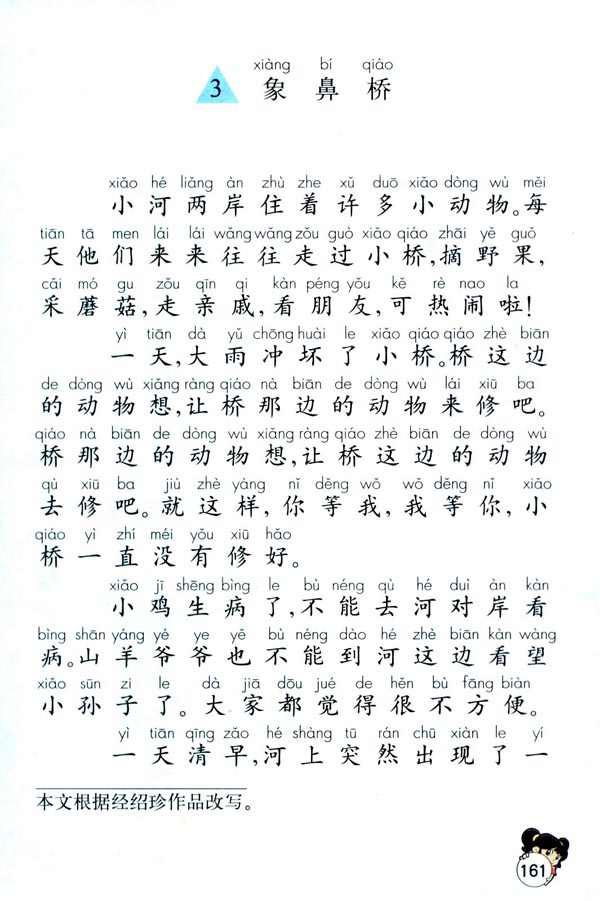 xiàng bí qiáo
3 象鼻桥
xiǎo hé liǎng àn zhù zhe xǔ duō xiǎo dòng wù měi
小河两岸住着许多小动物。每
tiān tā men lái lái wǎng wǎng zǒu guò xiǎo qiáo zhāi yě guǒ
天他们来来往往走过小桥,摘野果,
cǎi mó gu zǒu qīn qi kàn péng yǒu kě rè nao la
采蘑菇,走亲戚,看朋友,可热闹啦!
yì tiān dà yǔ chōng huài le xiǎo qiáo qiáo zhè biān
一天,大雨冲坏了小桥。桥这边
de dòng wù xiǎng ràng qiáo nà biān de dòng wù lái xiū ba
的动物想,让桥那边的动物来修吧。
qiáo nà biān de dòng wù xiǎng ràng qiáo zhè biān de dòng wù
桥那边的动物想,让桥这边的动物
qù xiū ba jiù zhè yàng nǐ děng wǒ wǒ děng nǐ xiǎo
去修吧。就这样,你等我,我等你,小
qiáo yì zhí méi yǒu xiū hǎo
桥一直没有修好。
xiǎo jī shēng bìng le bù néng qù hé duì àn kàn
小鸡生病了,不能去河对岸看
bìng shān yáng yé ye yě bù néng dào hé zhè biān kàn wàng
病。山羊爷爷也不能到河这边看望
xiǎo sūn zi le dà jiā dōu jué de hěn bù fāng biàn
小孙子了。大家都觉得很不方便。
yì tiān qīng zǎo hé shàng tū rán chū xiàn le yí
一天清早,河上突然出现了一
本文根据经绍珍作品改写。
161